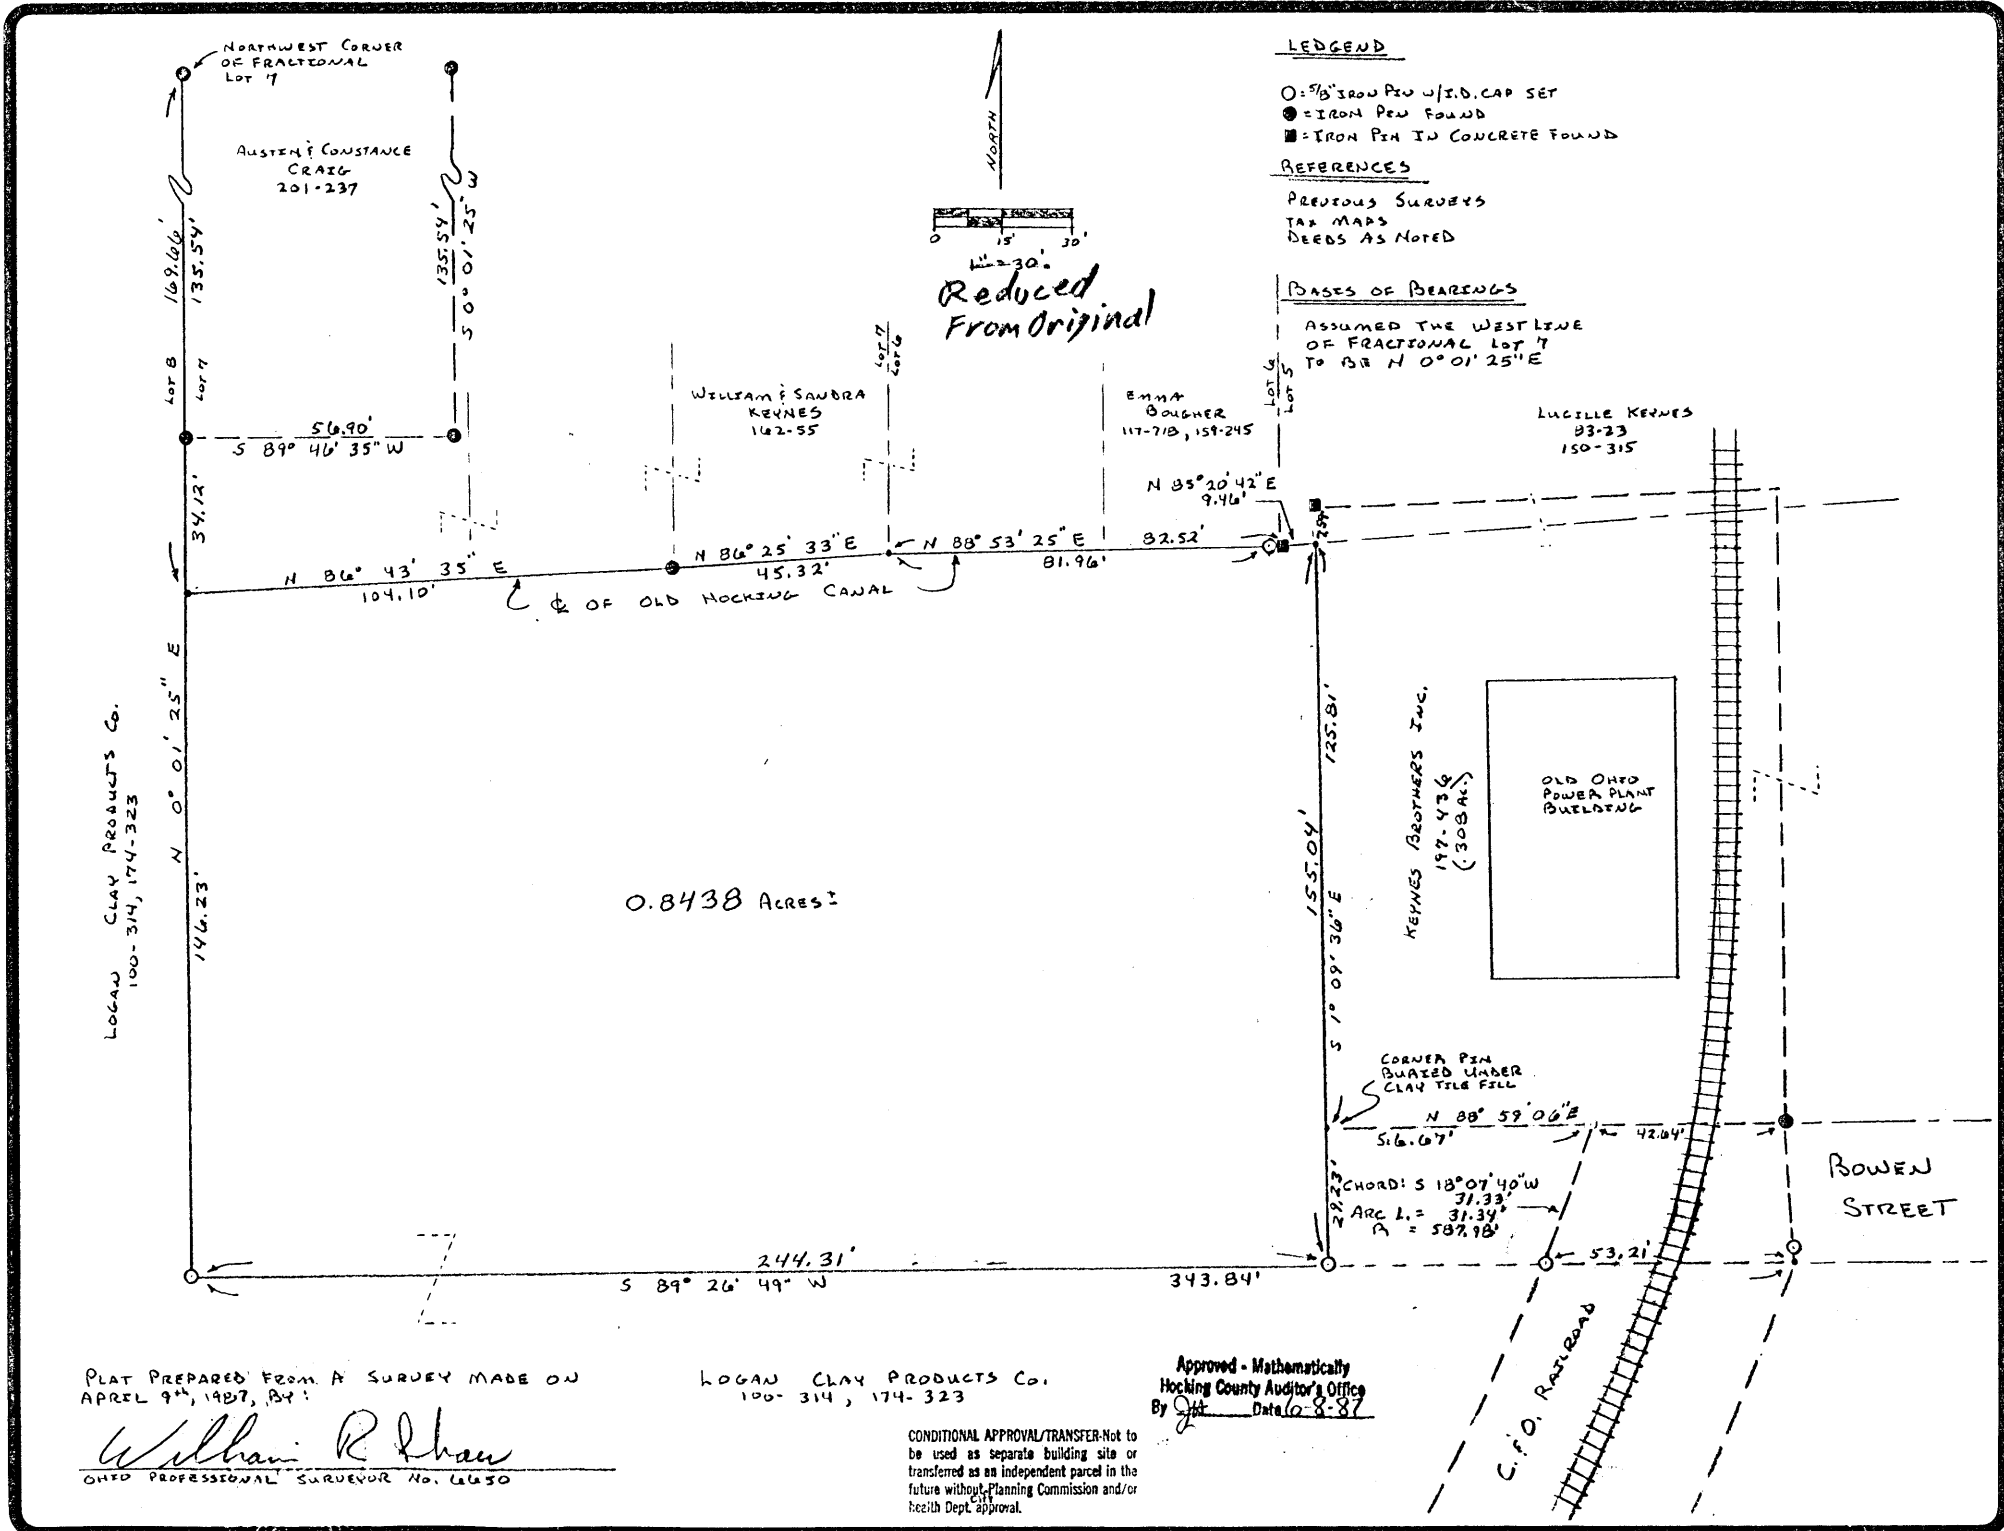 NORTHWEST CORNER
OF FRACTIONAL
LOT 7
AUSTIN & CONSTANCE
CRAIG
201-237
169.66'
135.54'
135.54'
S 0° 01' 25" W
LOT 8
LOT 7
56.90'
S 89° 46' 35" W
34.12'
NORTH
0 15' 30'
1"=30'
Reduced
From Original
LEDGEND
O = 5/8" IRON PIN W/I.D. CAP SET
● = IRON PIN FOUND
■ = IRON PIN IN CONCRETE FOUND
REFERENCES
PREVIOUS SURVEYS
TAX MAPS
DEEDS AS NOTED
BASIS OF BEARINGS
ASSUMED THE WEST LINE
OF FRACTIONAL LOT 7
TO BE N 0° 01' 25" E
WILLIAM & SANDRA
KEYNES
162-55
LOT 7
LOT 6
EMMA
BOUGHER
117-718, 159-245
LOT 6
LOT 5
LUCILLE KEYNES
83-23
150-315
N 85° 20' 42" E
9.46'
N 86° 43' 35" E
104.10'
N 86° 25' 33" E
45.32'
N 88° 53' 25" E 82.52'
81.96'
℄ OF OLD HOCKING CANAL
N 0° 01' 25" E
146.23'
LOGAN CLAY PRODUCTS CO.
100-314, 174-323
0.8438 ACRES±
125.81'
155.04'
S 1° 09' 36" E
29.23'
KEYNES BROTHERS INC.
197-436
(.308 AC.)
OLD OHIO
POWER PLANT
BUILDING
CORNER PIN
BURIED UNDER
CLAY TILE FILL
N 88° 59' 06" E
56.67'
42.64'
CHORD: S 18° 07' 40" W
31.33'
ARC L. = 31.34'
R = 587.98'
BOWEN
STREET
53.21'
244.31'
S 89° 26' 49" W
343.84'
C. & O. RAILROAD
PLAT PREPARED FROM A SURVEY MADE ON
APRIL 9th, 1987, BY:
William R Shaw
OHIO PROFESSIONAL SURVEYOR No. 6650
LOGAN CLAY PRODUCTS CO.
100-314, 174-323
Approved - Mathematically
Hocking County Auditor's Office
By Date 6-8-87
CONDITIONAL APPROVAL/TRANSFER-Not to
be used as separate building site or
transferred as an independent parcel in the
future without Planning Commission and/or
City
health Dept. approval.